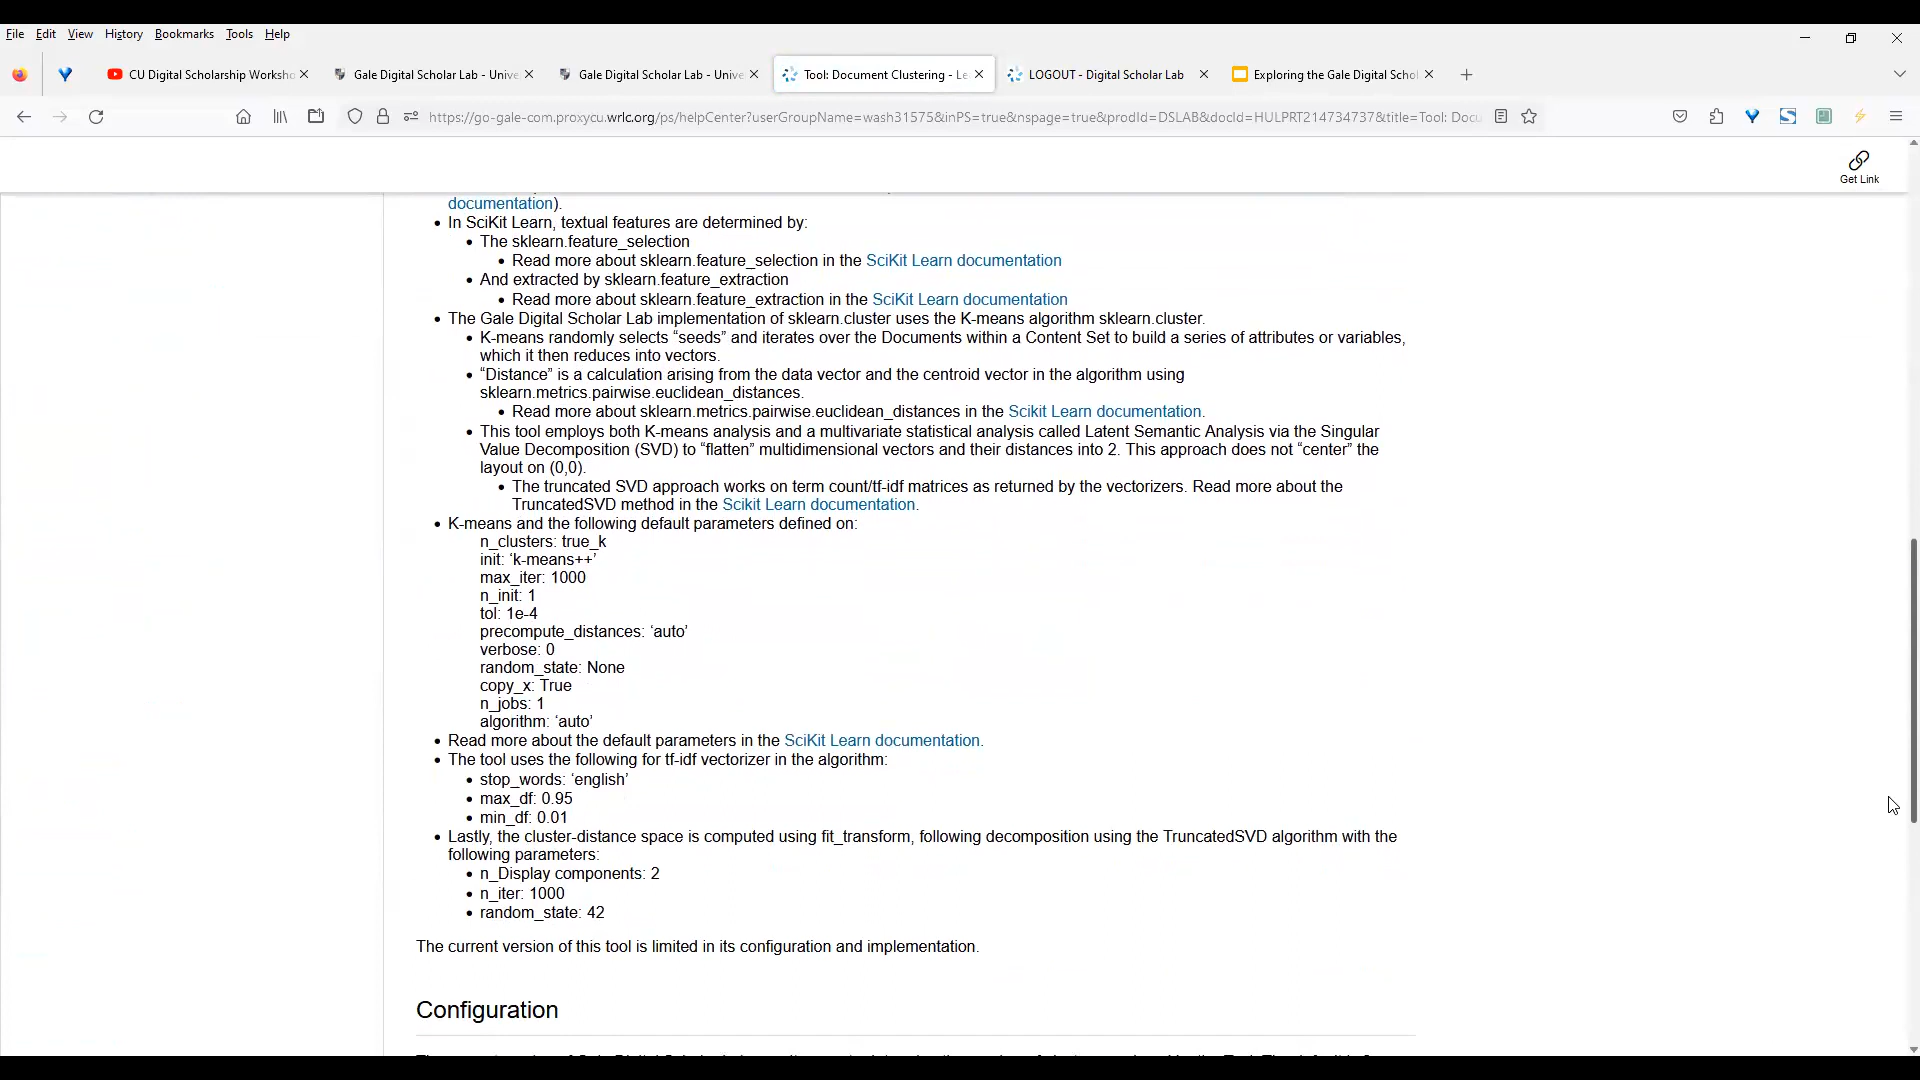 File Edit View History Bookmarks Tools Help
CU Digital Scholarship Worksho
Gale Digital Scholar Lab - Unive
Gale Digital Scholar Lab - Unive
Tool: Document Clustering - Le
LOGOUT - Digital Scholar Lab
Exploring the Gale Digital Schol
https://go-gale-com.proxycu.wrlc.org/ps/helpCenter?userGroupName=wash31575&inPS=true&nspage=true&prodId=DSLAB&docId=HULPRT214734737&title=Tool: Docu
Get Link
documentation).
• In SciKit Learn, textual features are determined by:
• The sklearn.feature_selection
• Read more about sklearn.feature_selection in the SciKit Learn documentation
• And extracted by sklearn.feature_extraction
• Read more about sklearn.feature_extraction in the SciKit Learn documentation
• The Gale Digital Scholar Lab implementation of sklearn.cluster uses the K-means algorithm sklearn.cluster.
• K-means randomly selects “seeds” and iterates over the Documents within a Content Set to build a series of attributes or variables,
which it then reduces into vectors.
• “Distance” is a calculation arising from the data vector and the centroid vector in the algorithm using
sklearn.metrics.pairwise.euclidean_distances.
• Read more about sklearn.metrics.pairwise.euclidean_distances in the Scikit Learn documentation.
• This tool employs both K-means analysis and a multivariate statistical analysis called Latent Semantic Analysis via the Singular
Value Decomposition (SVD) to “flatten” multidimensional vectors and their distances into 2. This approach does not “center” the
layout on (0,0).
• The truncated SVD approach works on term count/tf-idf matrices as returned by the vectorizers. Read more about the
TruncatedSVD method in the Scikit Learn documentation.
• K-means and the following default parameters defined on:
n_clusters: true_k
init: ‘k-means++’
max_iter: 1000
n_init: 1
tol: 1e-4
precompute_distances: ‘auto’
verbose: 0
random_state: None
copy_x: True
n_jobs: 1
algorithm: ‘auto’
• Read more about the default parameters in the SciKit Learn documentation.
• The tool uses the following for tf-idf vectorizer in the algorithm:
• stop_words: ‘english’
• max_df: 0.95
• min_df: 0.01
• Lastly, the cluster-distance space is computed using fit_transform, following decomposition using the TruncatedSVD algorithm with the
following parameters:
• n_Display components: 2
• n_iter: 1000
• random_state: 42
The current version of this tool is limited in its configuration and implementation.
Configuration